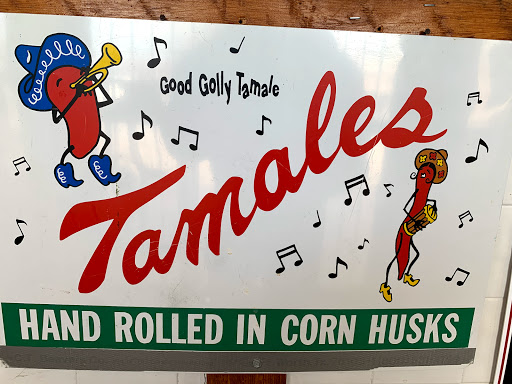 Good Golly Tamale
Tamales
HAND ROLLED IN CORN HUSKS